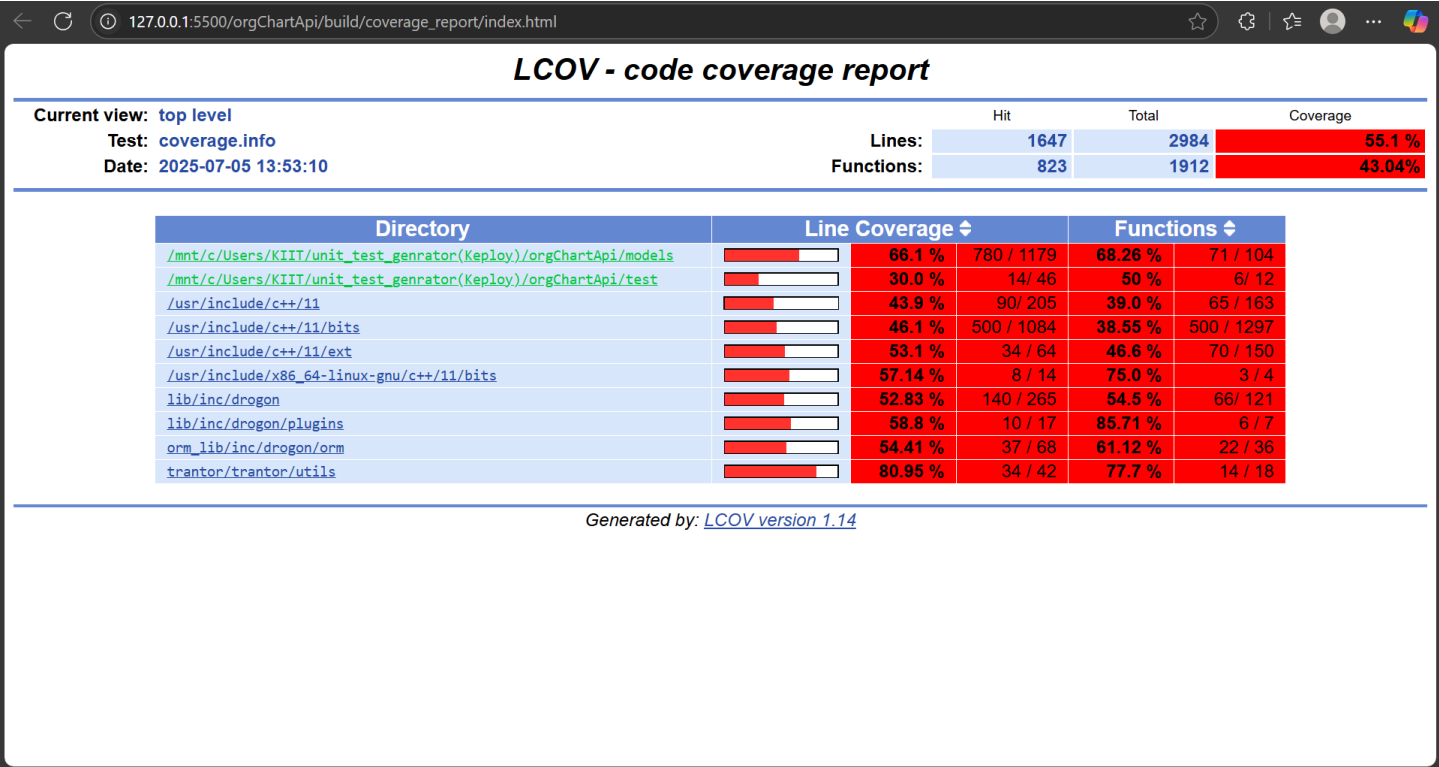 127.0.0.1:5500/orgChartApi/build/coverage_report/index.html
LCOV - code coverage report
Current view: top level Hit Total Coverage
Test: coverage.info Lines: 1647 2984 55.1 %
Date: 2025-07-05 13:53:10 Functions: 823 1912 43.04%
Directory Line Coverage Functions
/mnt/c/Users/KIIT/unit_test_genrator(Keploy)/orgChartApi/models 66.1 % 780 / 1179 68.26 % 71 / 104
/mnt/c/Users/KIIT/unit_test_genrator(Keploy)/orgChartApi/test 30.0 % 14/ 46 50 % 6/ 12
/usr/include/c++/11 43.9 % 90/ 205 39.0 % 65 / 163
/usr/include/c++/11/bits 46.1 % 500 / 1084 38.55 % 500 / 1297
/usr/include/c++/11/ext 53.1 % 34 / 64 46.6 % 70 / 150
/usr/include/x86_64-linux-gnu/c++/11/bits 57.14 % 8 / 14 75.0 % 3 / 4
lib/inc/drogon 52.83 % 140 / 265 54.5 % 66/ 121
lib/inc/drogon/plugins 58.8 % 10 / 17 85.71 % 6 / 7
orm_lib/inc/drogon/orm 54.41 % 37 / 68 61.12 % 22 / 36
trantor/trantor/utils 80.95 % 34 / 42 77.7 % 14 / 18
Generated by: LCOV version 1.14